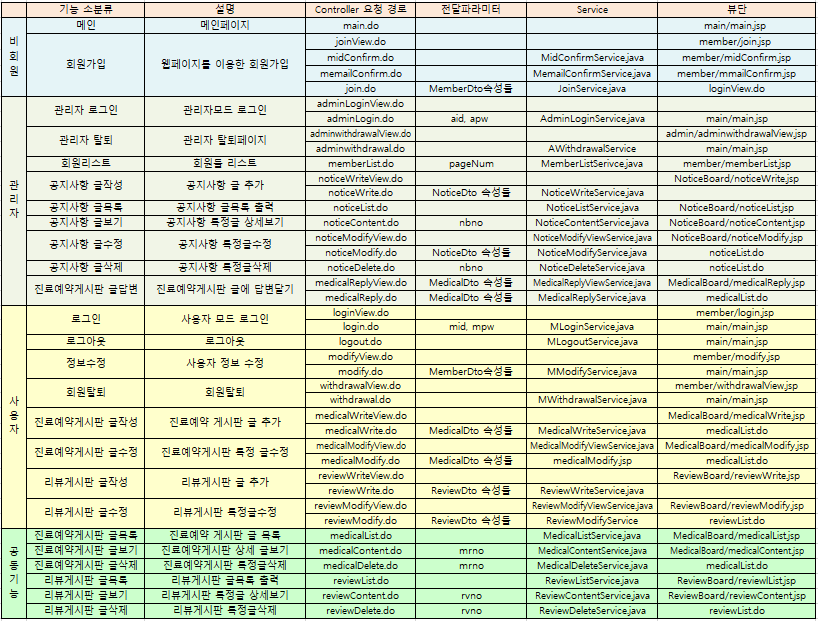 기능 소분류 설명 Controller 요청 경로 전달파라미터 Service 뷰단
비회원
메인 메인페이지 main.do main/main.jsp
회원가입 웹페이지를 이용한 회원가입
joinView.do member/join.jsp
midConfirm.do MidConfirmService.java member/midConfirm.jsp
memailConfirm.do MemailConfirmService.java member/mmailConfirm.jsp
join.do MemberDto속성들 JoinService.java loginView.do
관리자
관리자 로그인 관리자모드 로그인
adminLoginView.do
adminLogin.do aid, apw AdminLoginService.java main/main.jsp
관리자 탈퇴 관리자 탈퇴페이지
adminwithdrawalView.do admin/adminwithdrawalView.jsp
adminwithdrawal.do AWithdrawalService main/main.jsp
회원리스트 회원들 리스트 memberList.do pageNum MemberListSerivce.java member/memberList.jsp
공지사항 글작성 공지사항 글 추가
noticeWriteView.do NoticeBoard/noticeWrite.jsp
noticeWrite.do NoticeDto 속성들 NoticeWriteService.java
공지사항 글목록 공지사항 글목록 출력 noticeList.do NoticeListService.java NoticeBoard/noticeList.jsp
공지사항 글보기 공지사항 특정글 상세보기 noticeContent.do nbno NoticeContentService.java NoticeBoard/noticeContent.jsp
공지사항 글수정 공지사항 특정글수정
noticeModifyView.do NoticeModifyViewService.java NoticeBoard/noticeModify.jsp
noticeModify.do NoticeDto 속성들 NoticeModifyService.java noticeList.do
공지사항 글삭제 공지사항 특정글삭제 noticeDelete.do nbno NoticeDeleteService.java noticeList.do
진료예약게시판 글답변 진료예약게시판 글에 답변달기
medicalReplyView.do MedicalDto 속성들 MedicalReplyViewService.java MedicalBoard/medicalReply.jsp
medicalReply.do MedicalDto 속성들 MedicalReplyService.java medicalList.do
사용자
로그인 사용자 모드 로그인
loginView.do member/login.jsp
login.do mid, mpw MLoginService.java main/main.jsp
로그아웃 로그아웃 logout.do MLogoutService.java main/main.jsp
정보수정 사용자 정보 수정
modifyView.do member/modify.jsp
modify.do MemberDto속성들 MModifyService.java main/main.jsp
회원탈퇴 회원탈퇴
withdrawalView.do member/withdrawalView.jsp
withdrawal.do MWithdrawalService.java main/main.jsp
진료예약게시판 글작성 진료예약 게시판 글 추가
medicalWriteView.do MedicalBoard/medicalWrite.jsp
medicalWrite.do MedicalDto 속성들 MedicalWriteService.java medicalList.do
진료예약게시판 글수정 진료예약 게시판 특정 글수정
medicalModifyView.do MedicalModifyViewService.java MedicalBoard/medicalModify.jsp
medicalModify.do MedicalDto 속성들 medicalModify.jsp medicalList.do
리뷰게시판 글작성 리뷰게시판 글 추가
reviewWriteView.do ReviewBoard/reviewWrite.jsp
reviewWrite.do ReviewDto 속성들 ReviewWriteService.java
리뷰게시판 글수정 리뷰게시판 특정글수정
reviewModifyView.do ReviewModifyViewService.java ReviewBoard/reviewModify.jsp
reviewModify.do ReviewDto 속성들 ReviewModifyService reviewList.do
공동기능
진료예약게시판 글목록 진료예약 게시판 글 목록 medicalList.do MedicalListService.java MedicalBoard/medicalList.jsp
진료예약게시판 글보기 진료예약게시판 상세 글보기 medicalContent.do mrno MedicalContentService.java MedicalBoard/medicalContent.jsp
진료예약게시판 글삭제 진료예약게시판 특정글삭제 medicalDelete.do mrno MedicalDeleteService.java medicalList.do
리뷰게시판 글목록 리뷰게시판 글목록 출력 reviewList.do ReviewListService.java ReviewBoard/reviewlList.jsp
리뷰게시판 글보기 리뷰게시판 특정글 상세보기 reviewContent.do rvno ReviewContentService.java ReviewBoard/reviewContent.jsp
리뷰게시판 글삭제 리뷰게시판 특정글삭제 reviewDelete.do rvno ReviewDeleteService.java reviewList.do